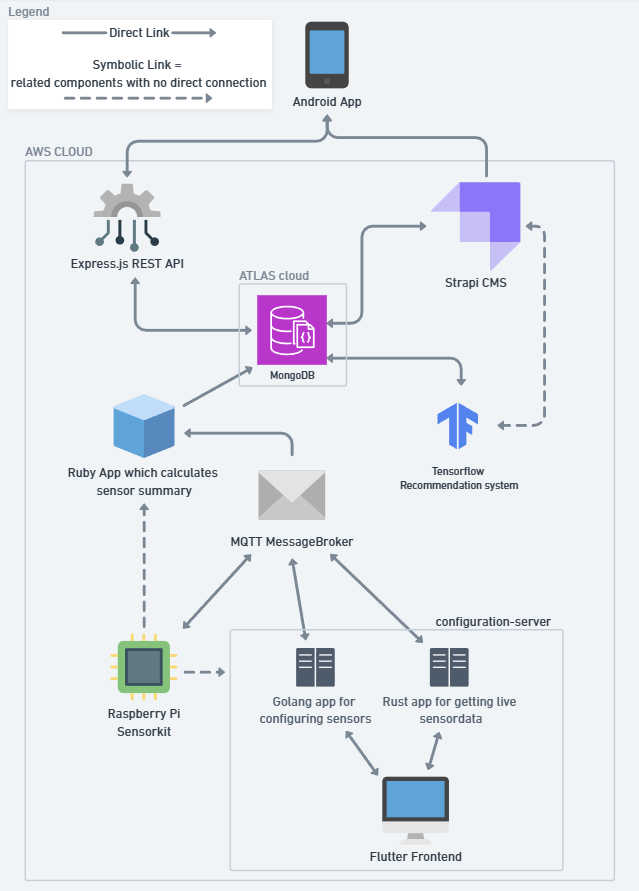 Legend
Direct Link
Symbolic Link =
related components with no direct connection
Android App
AWS CLOUD
Express.js REST API
Strapi CMS
ATLAS cloud
{}
MongoDB
Ruby App which calculates
sensor summary
Tensorflow
Recommendation system
MQTT MessageBroker
configuration-server
Raspberry Pi
Sensorkit
Golang app for
configuring sensors
Rust app for getting live
sensordata
Flutter Frontend